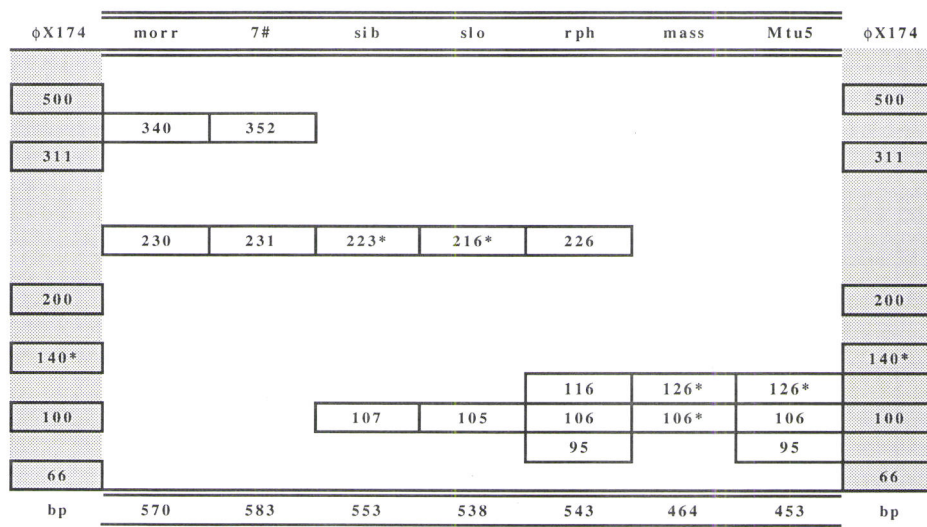 ϕX174 morr 7# sib slo rph mass Mtu5 ϕX174
500 500
340 352
311 311
230 231 223* 216* 226
200 200
140* 140*
116 126* 126*
100 107 105 106 106* 106 100
95 95
66 66
bp 570 583 553 538 543 464 453 bp